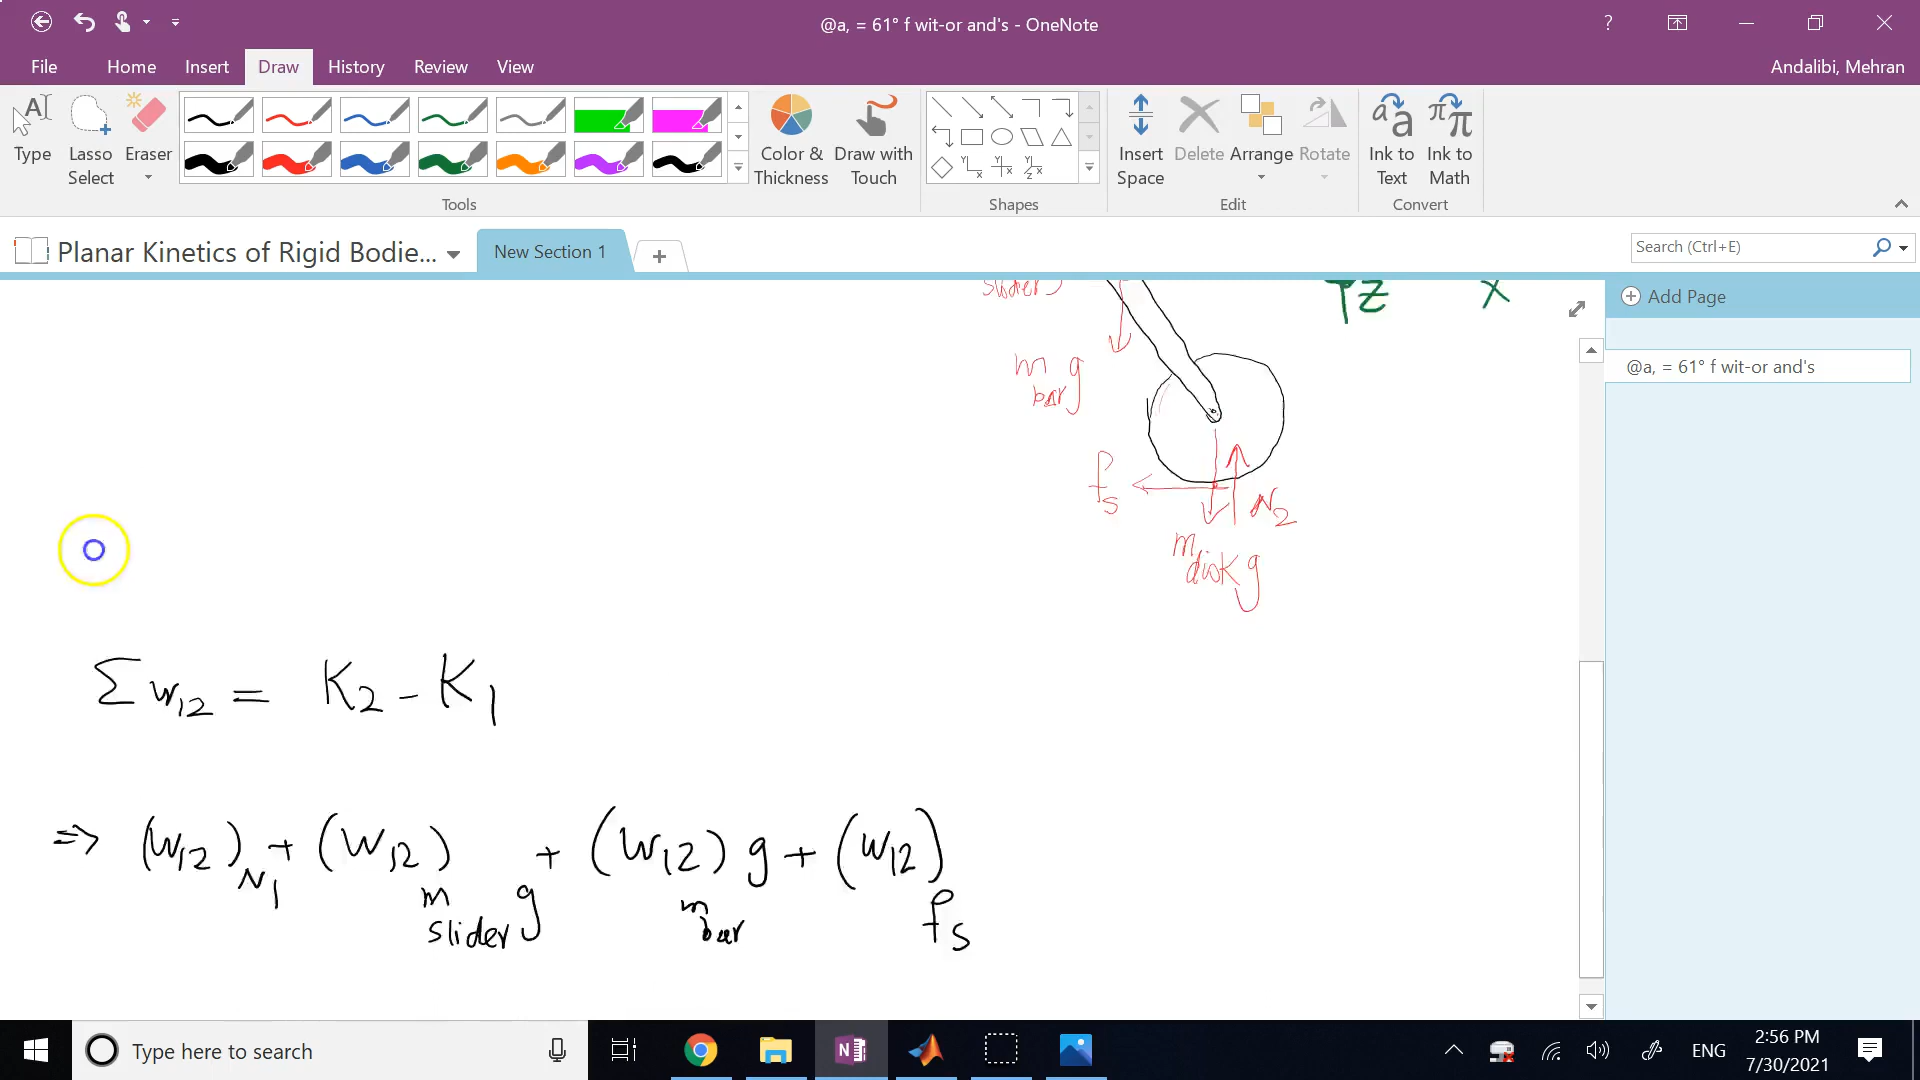 @a, = 61° f wit-or and's - OneNote
File Home Insert Draw History Review View Andalibi, Mehran
Type Lasso Select Eraser Color & Thickness Draw with Touch Insert Space Delete Arrange Rotate Ink to Text Ink to Math
Tools Shapes Edit Convert
Planar Kinetics of Rigid Bodie... New Section 1 + Search (Ctrl+E)
Add Page
@a, = 61° f wit-or and's
slider
z x
m bar g
f s
N2
m disk g
Σ W12 = K2 - K1
=> (W12) N1 + (W12) m slider g + (W12) m bar g + (W12) f s
Type here to search
ENG
2:56 PM
7/30/2021